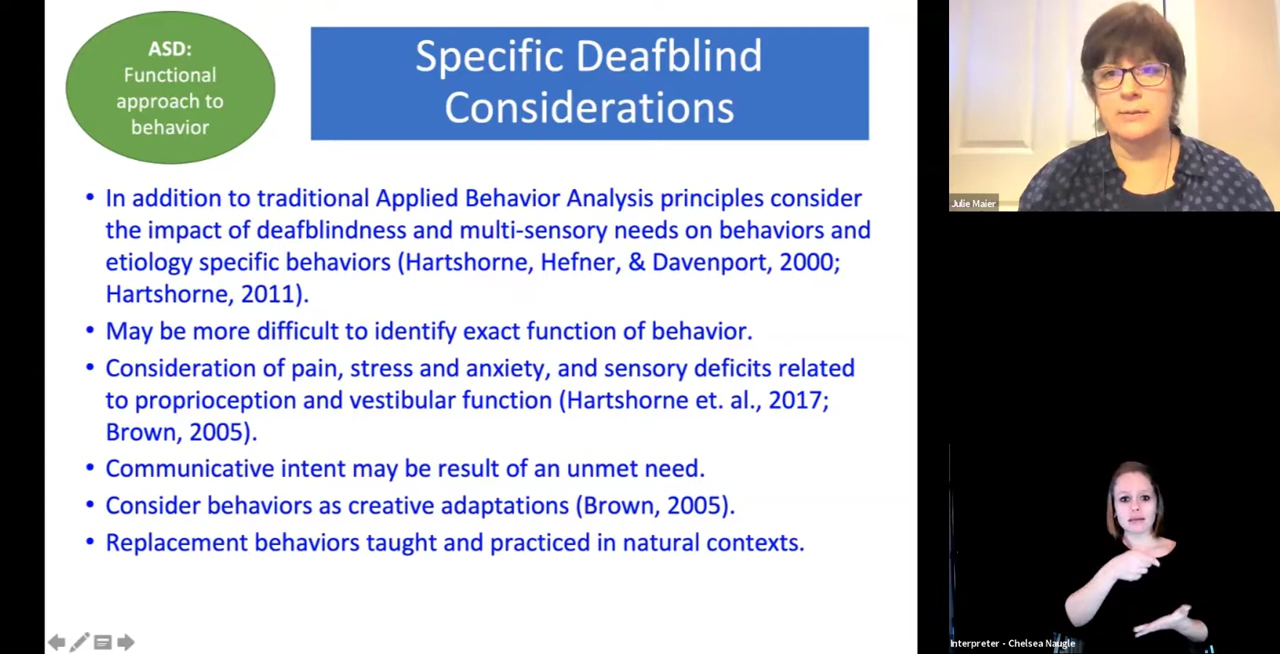 ASD:
Functional
approach to
behavior
Specific Deafblind
Considerations
• In addition to traditional Applied Behavior Analysis principles consider
the impact of deafblindness and multi-sensory needs on behaviors and
etiology specific behaviors (Hartshorne, Hefner, & Davenport, 2000;
Hartshorne, 2011).
• May be more difficult to identify exact function of behavior.
• Consideration of pain, stress and anxiety, and sensory deficits related
to proprioception and vestibular function (Hartshorne et. al., 2017;
Brown, 2005).
• Communicative intent may be result of an unmet need.
• Consider behaviors as creative adaptations (Brown, 2005).
• Replacement behaviors taught and practiced in natural contexts.
Julie Maier
Interpreter - Chelsea Naugle